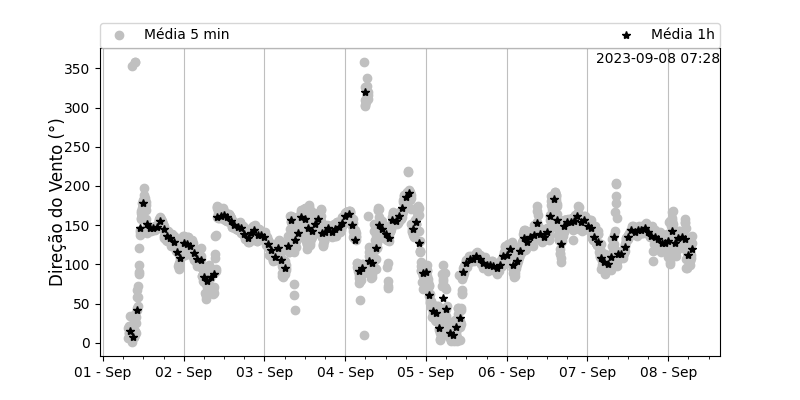 Média 5 min
Média 1h
2023-09-08 07:28
Direção do Vento (°)
350
300
250
200
150
100
50
0
01 - Sep
02 - Sep
03 - Sep
04 - Sep
05 - Sep
06 - Sep
07 - Sep
08 - Sep